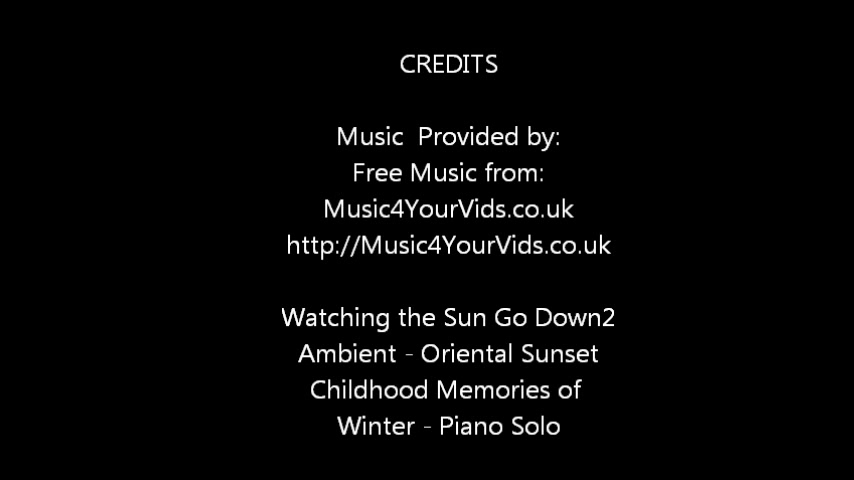 CREDITS
Music  Provided by:
Free Music from:
Music4YourVids.co.uk
http://Music4YourVids.co.uk
Watching the Sun Go Down2
Ambient - Oriental Sunset
Childhood Memories of
Winter - Piano Solo